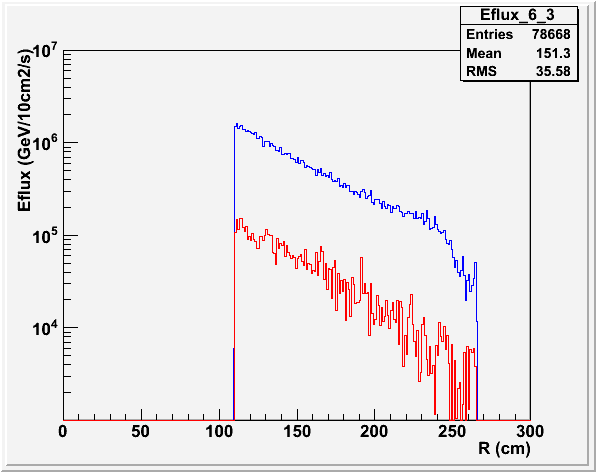 Eflux_6_3
Entries 78668
Mean 151.3
RMS 35.58
Eflux (GeV/10cm2/s)
10^7
10^6
10^5
10^4
0 50 100 150 200 250 300
R (cm)